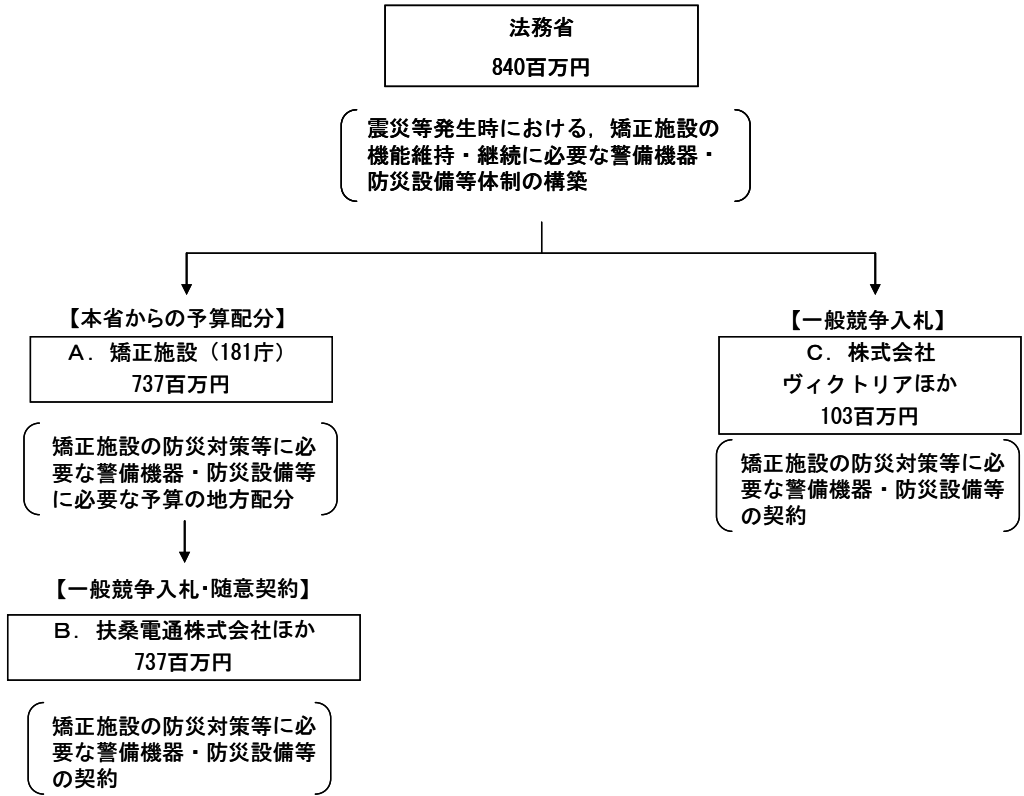 法務省
840百万円
震災等発生時における，矯正施設の
機能維持・継続に必要な警備機器・
防災設備等体制の構築
【本省からの予算配分】
Ａ．矯正施設（181庁）
737百万円
矯正施設の防災対策等に必
要な警備機器・防災設備等
に必要な予算の地方配分
【一般競争入札・随意契約】
Ｂ．扶桑電通株式会社ほか
737百万円
矯正施設の防災対策等に必
要な警備機器・防災設備等
の契約
【一般競争入札】
Ｃ．株式会社
ヴィクトリアほか
103百万円
矯正施設の防災対策等に必
要な警備機器・防災設備等
の契約